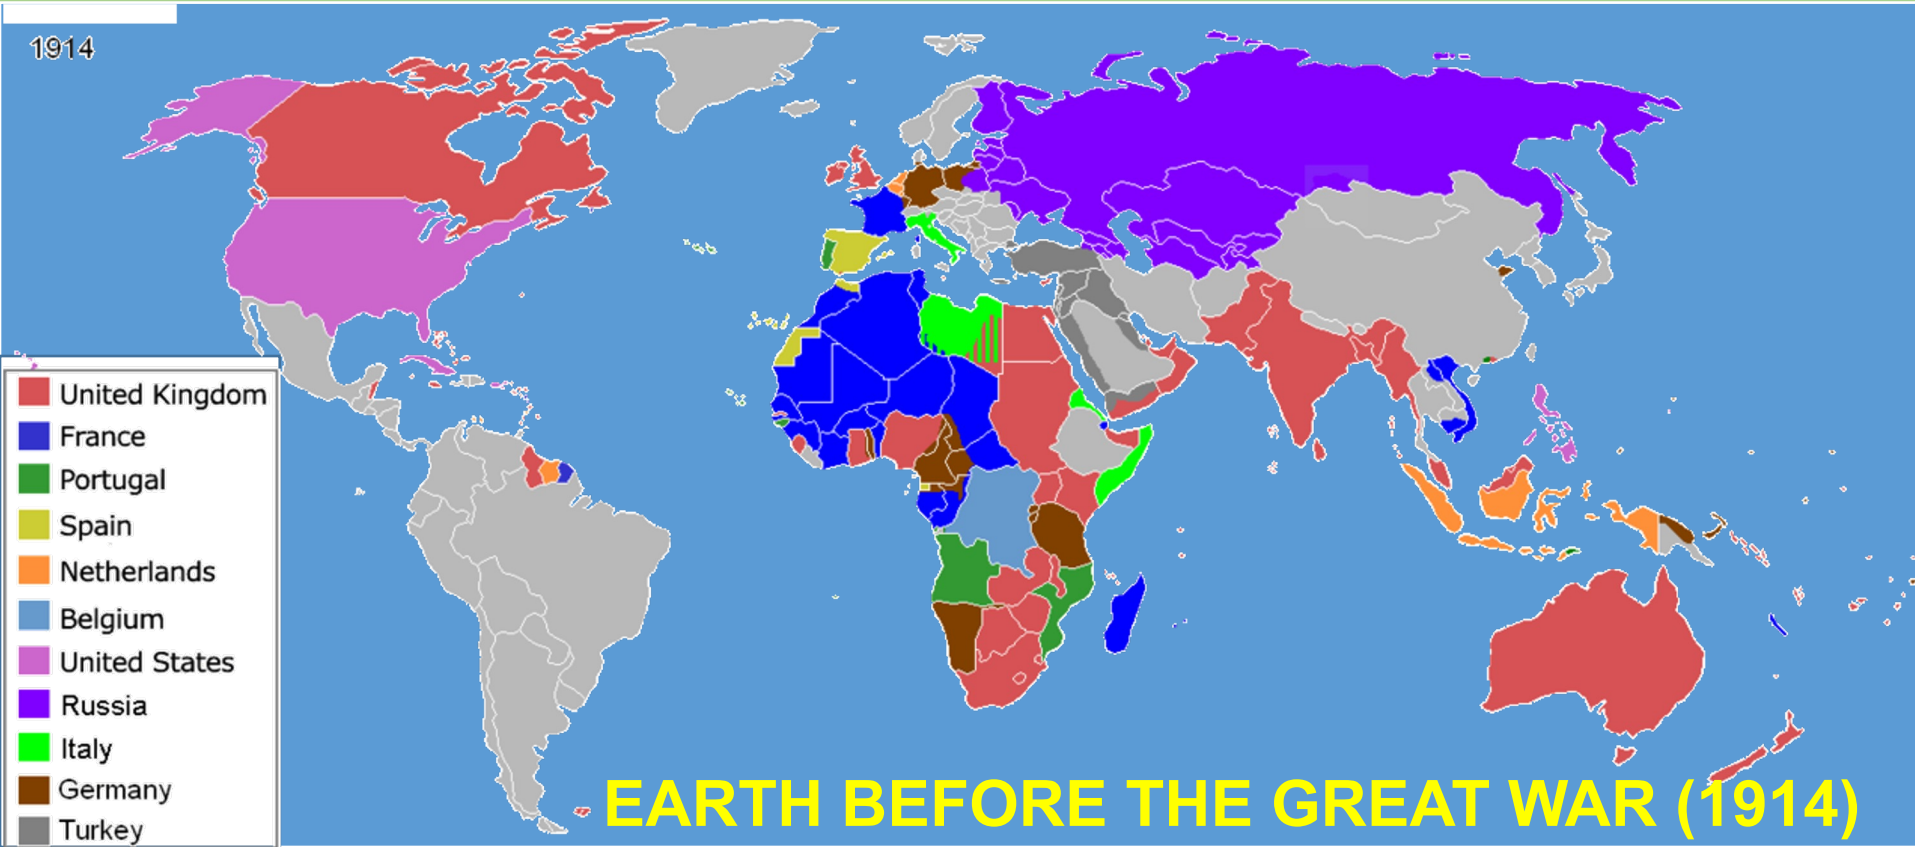 1914
United Kingdom
France
Portugal
Spain
Netherlands
Belgium
United States
Russia
Italy
Germany
Turkey
EARTH BEFORE THE GREAT WAR (1914)